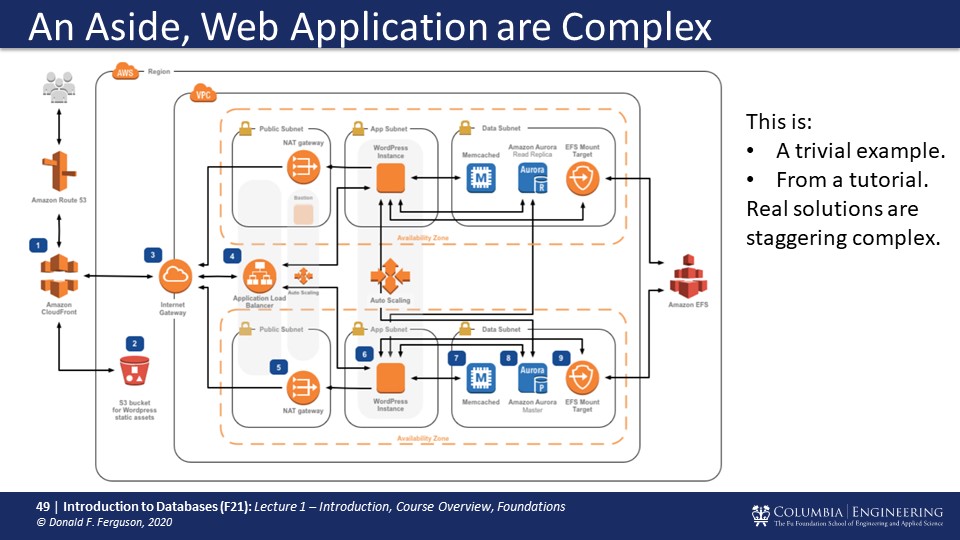 An Aside, Web Application are Complex
AWS
Region
VPC
Public Subnet
App Subnet
Data Subnet
NAT gateway
WordPress
Instance
Memcached
Amazon Aurora
Read Replica
EFS Mount
Target
Aurora
R
M
Bastion
Availability Zone
Amazon Route 53
1
Amazon
CloudFront
2
S3 bucket
for Wordpress
static assets
3
Internet
Gateway
4
Application Load
Balancer
Auto Scaling
Auto Scaling
Amazon EFS
Public Subnet
App Subnet
Data Subnet
5
NAT gateway
6
WordPress
Instance
7
M
Memcached
8
Aurora
P
Amazon Aurora
Master
9
EFS Mount
Target
Availability Zone
This is:
• A trivial example.
• From a tutorial.
Real solutions are
staggering complex.
49 | Introduction to Databases (F21): Lecture 1 – Introduction, Course Overview, Foundations
© Donald F. Ferguson, 2020
COLUMBIA | ENGINEERING
The Fu Foundation School of Engineering and Applied Science